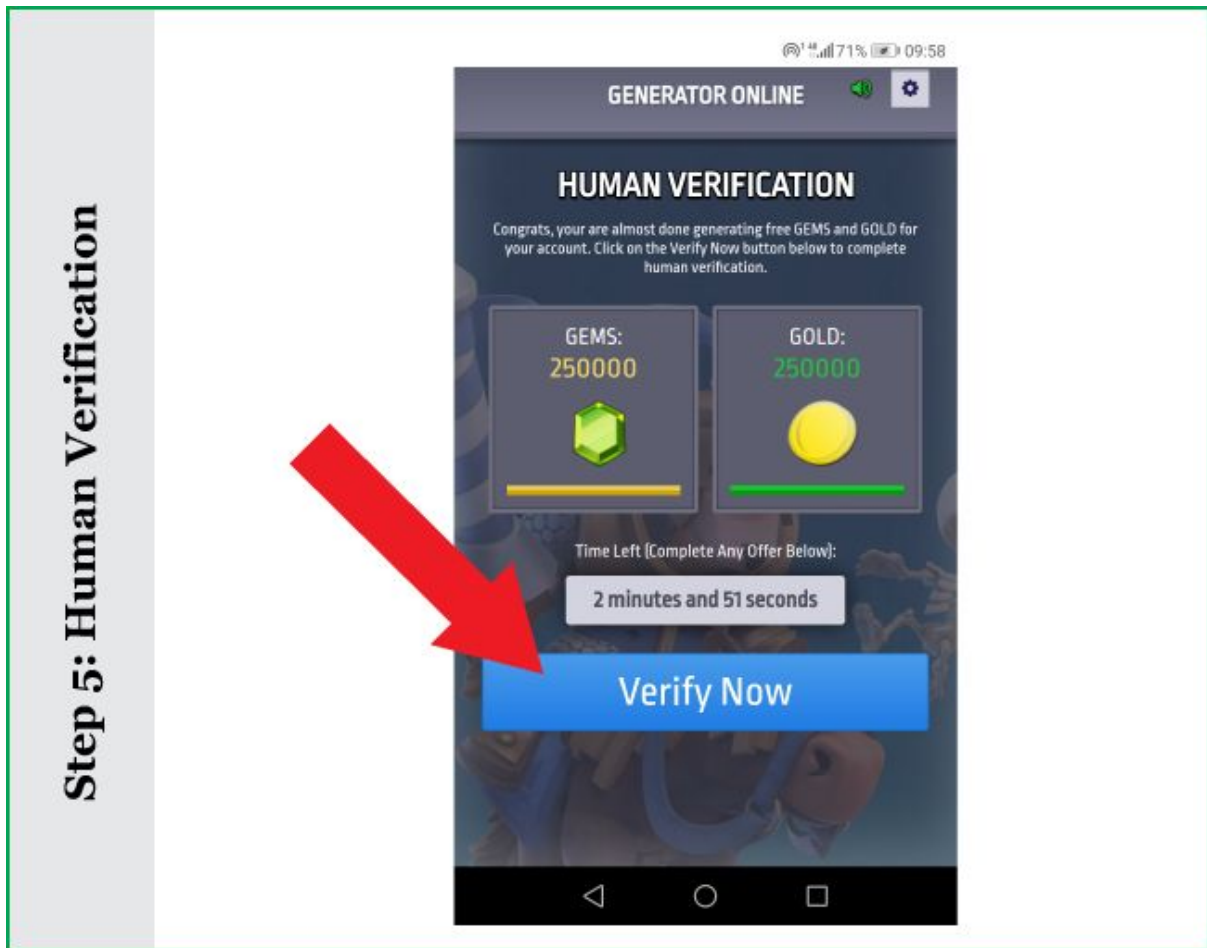 Step 5: Human Verification
71% 09:58
GENERATOR ONLINE
HUMAN VERIFICATION
Congrats, your are almost done generating free GEMS and GOLD for
your account. Click on the Verify Now button below to complete
human verification.
GEMS:
250000
GOLD:
250000
Time Left (Complete Any Offer Below):
2 minutes and 51 seconds
Verify Now